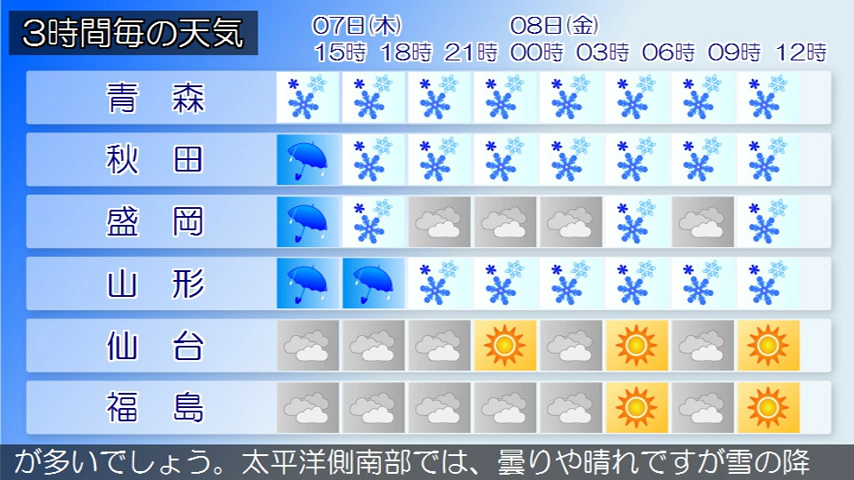 3時間毎の天気
07日(木) 08日(金)
15時 18時 21時 00時 03時 06時 09時 12時
青森
秋田
盛岡
山形
仙台
福島
が多いでしょう。太平洋側南部では、曇りや晴れですが雪の降